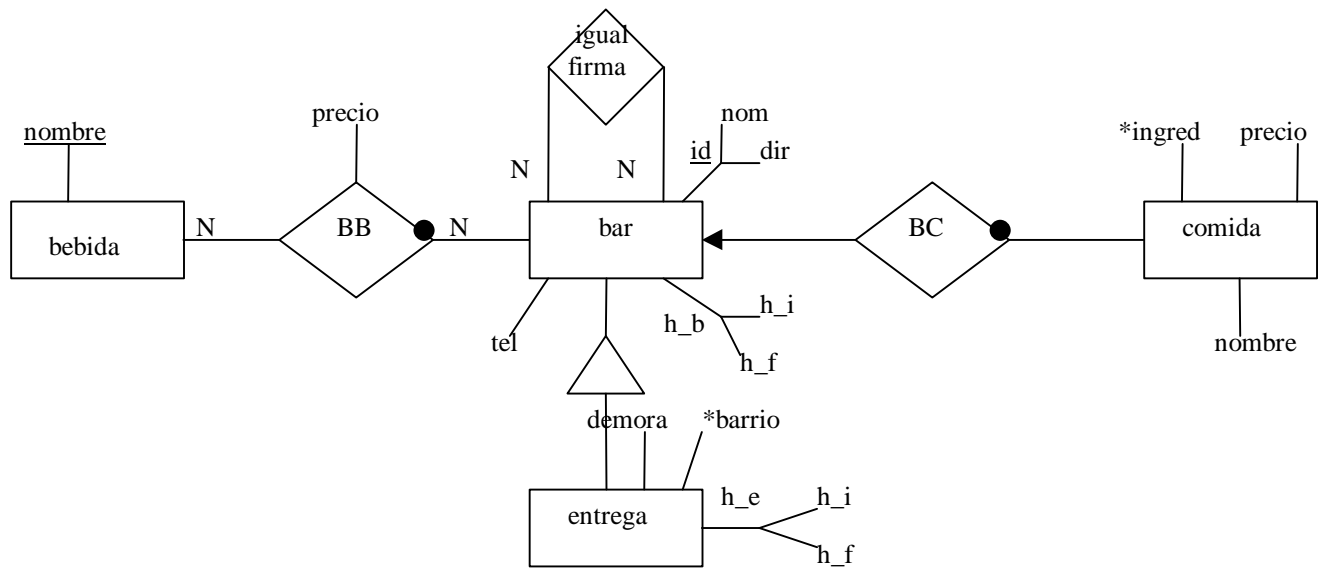 igual
firma
nombre
precio
nom
id
dir
*ingred
precio
N
N
bebida
N
BB
N
bar
BC
comida
tel
h_b
h_i
h_f
nombre
demora
*barrio
entrega
h_e
h_i
h_f